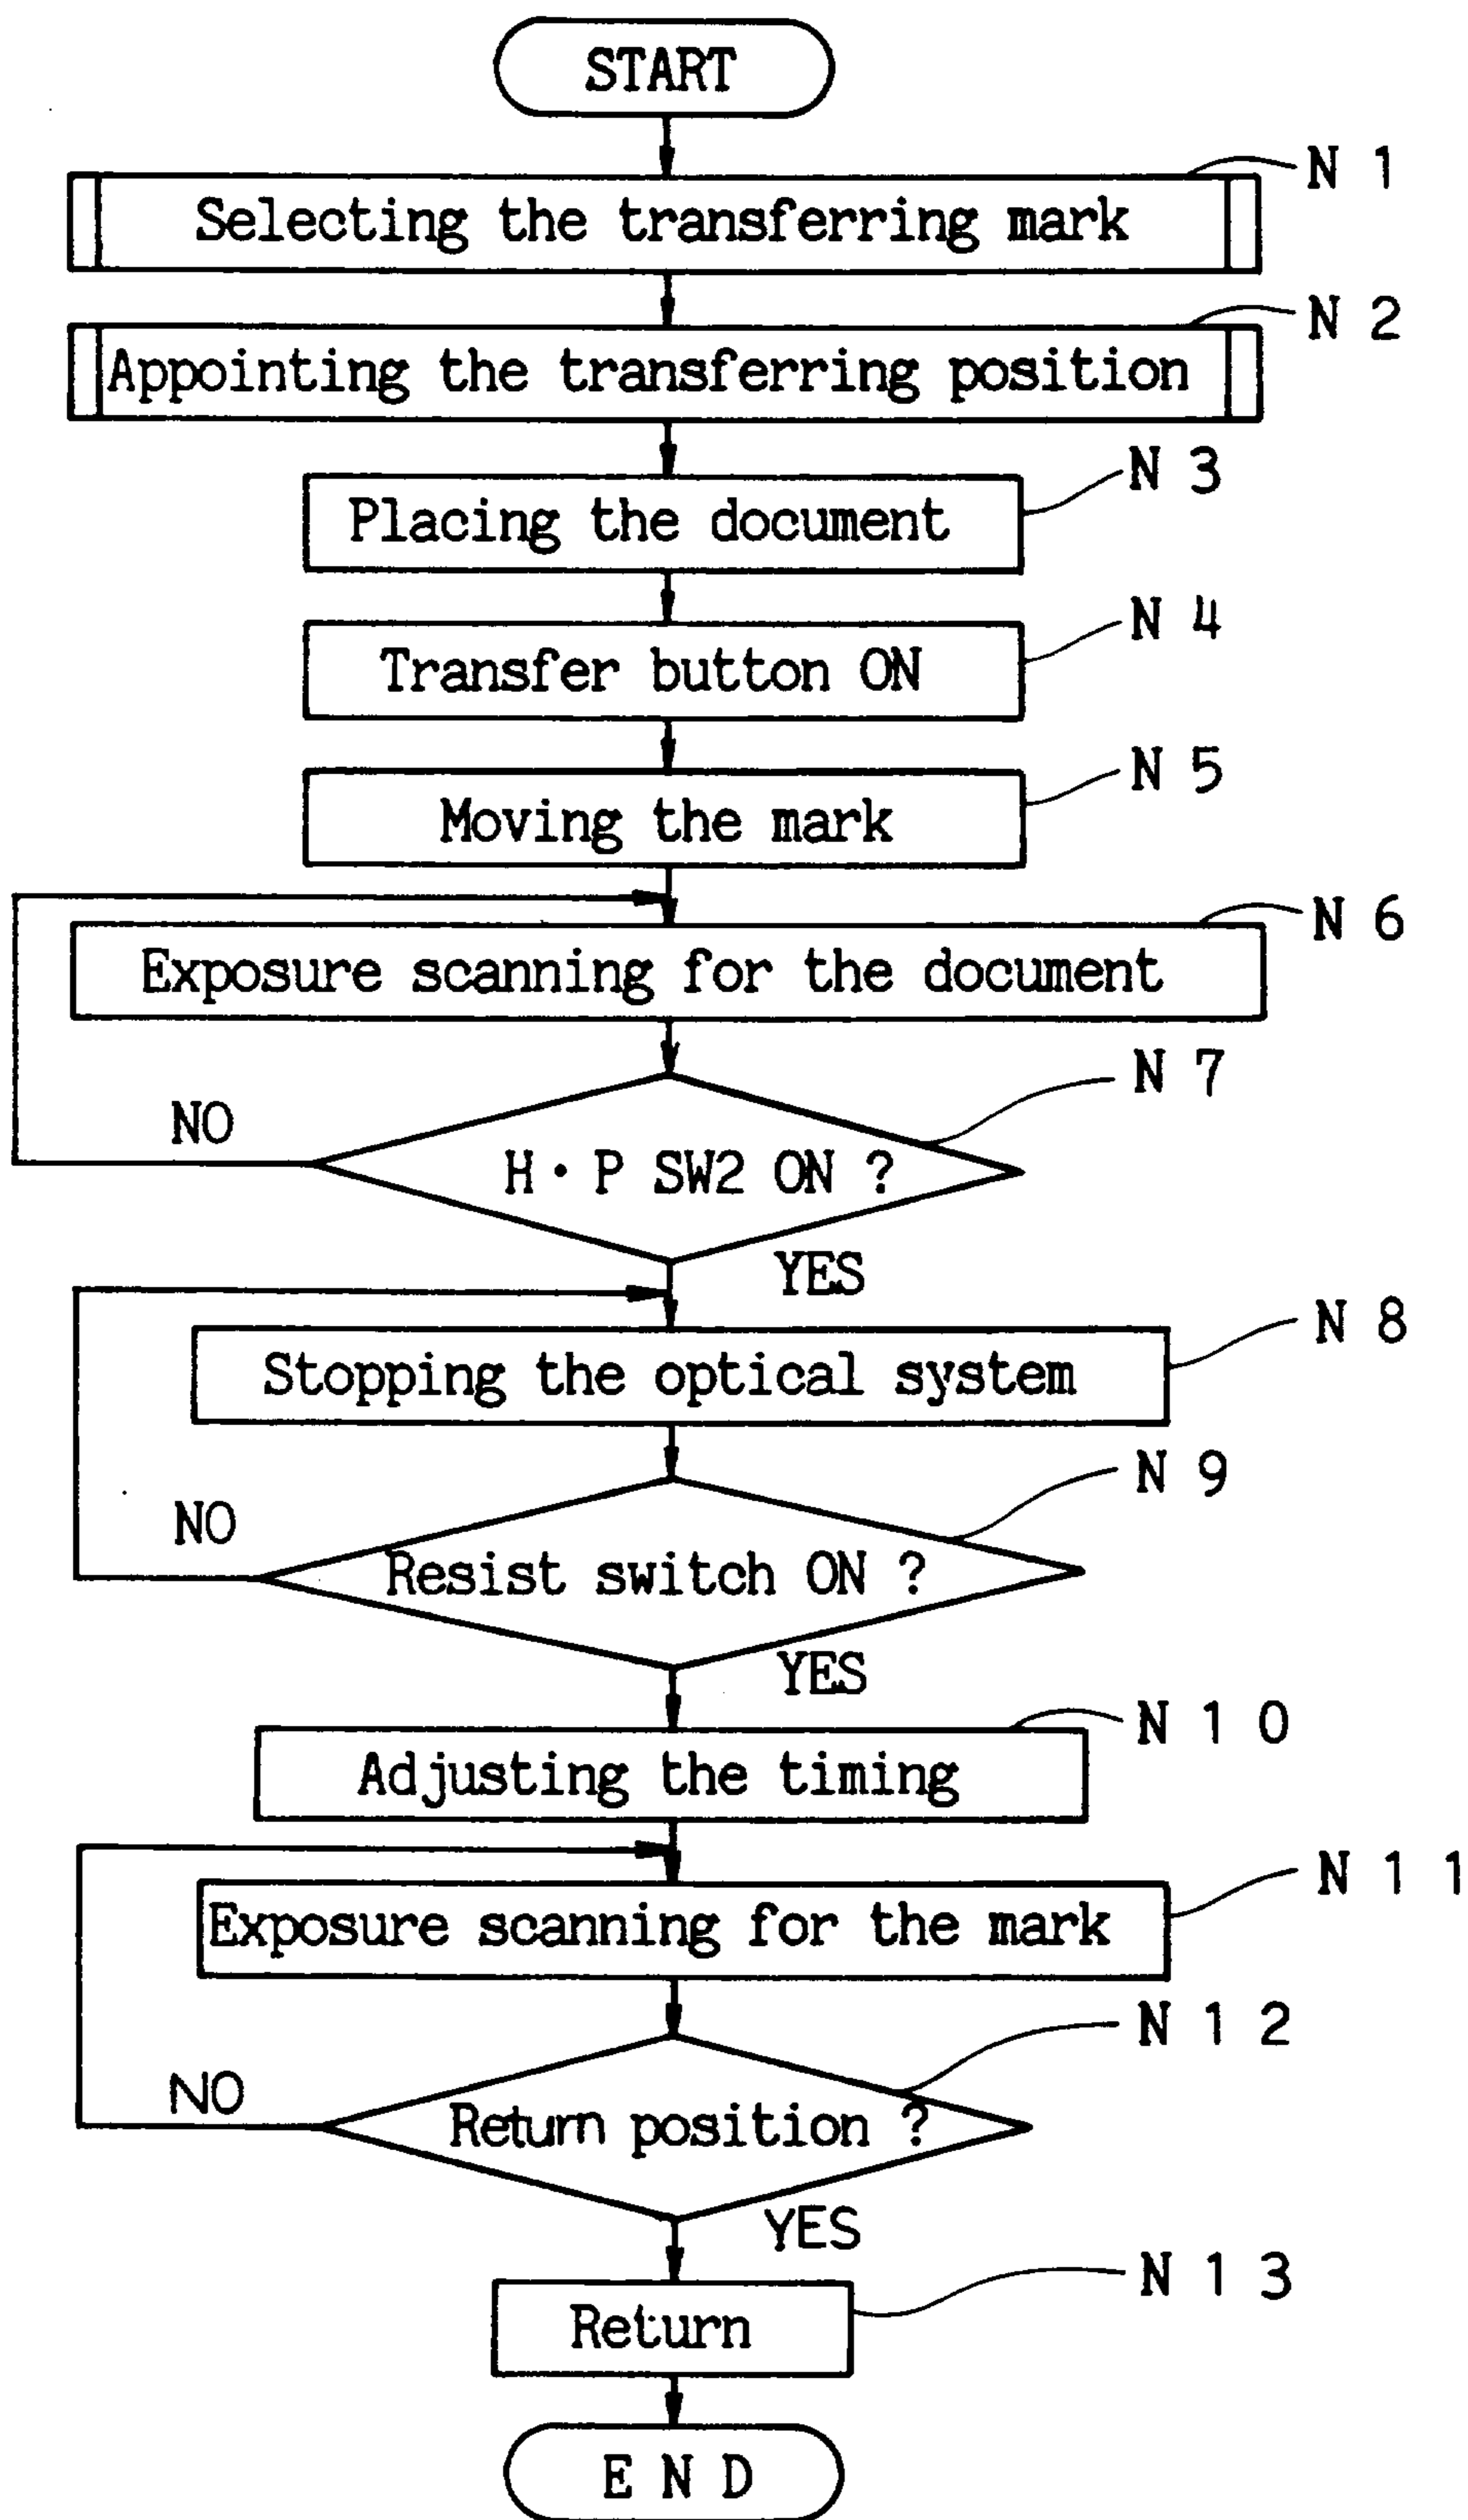 START
N 1
Selecting the transferring mark
N 2
Appointing the transferring position
N 3
Placing the document
N 4
Transfer button ON
N 5
Moving the mark
N 6
Exposure scanning for the document
N 7
NO
H・P SW2 ON ?
YES
N 8
Stopping the optical system
N 9
NO
Resist switch ON ?
YES
N 1 0
Adjusting the timing
N 1 1
Exposure scanning for the mark
N 1 2
NO
Return position ?
YES
N 1 3
Return
E N D